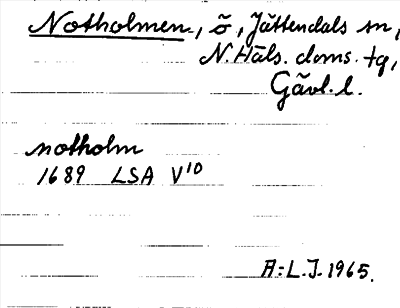 Notholmen, ö, Jättendals sn,
N. Häls. doms. tg,
Gävl. l.
notholm
1689 LSA V¹⁰
A:L.J. 1965.